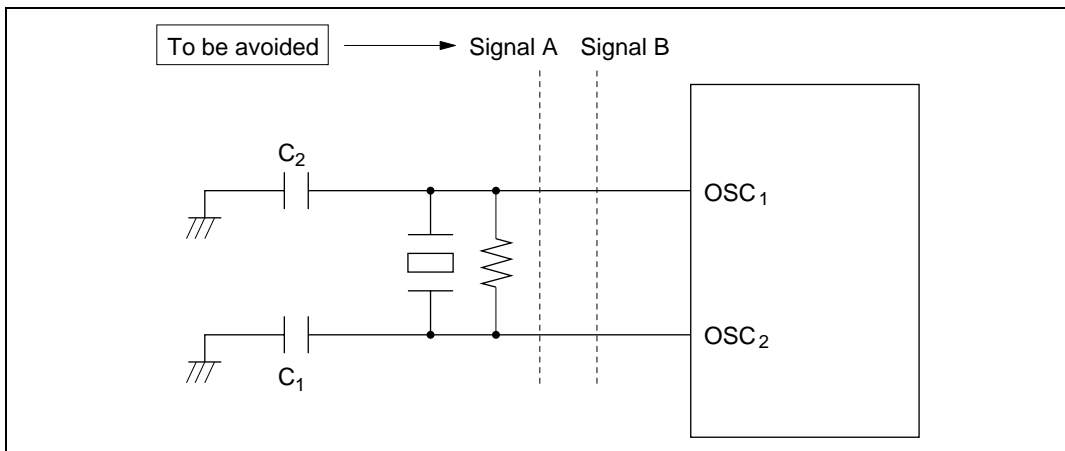 To be avoided
Signal A
Signal B
C2
OSC1
OSC2
C1